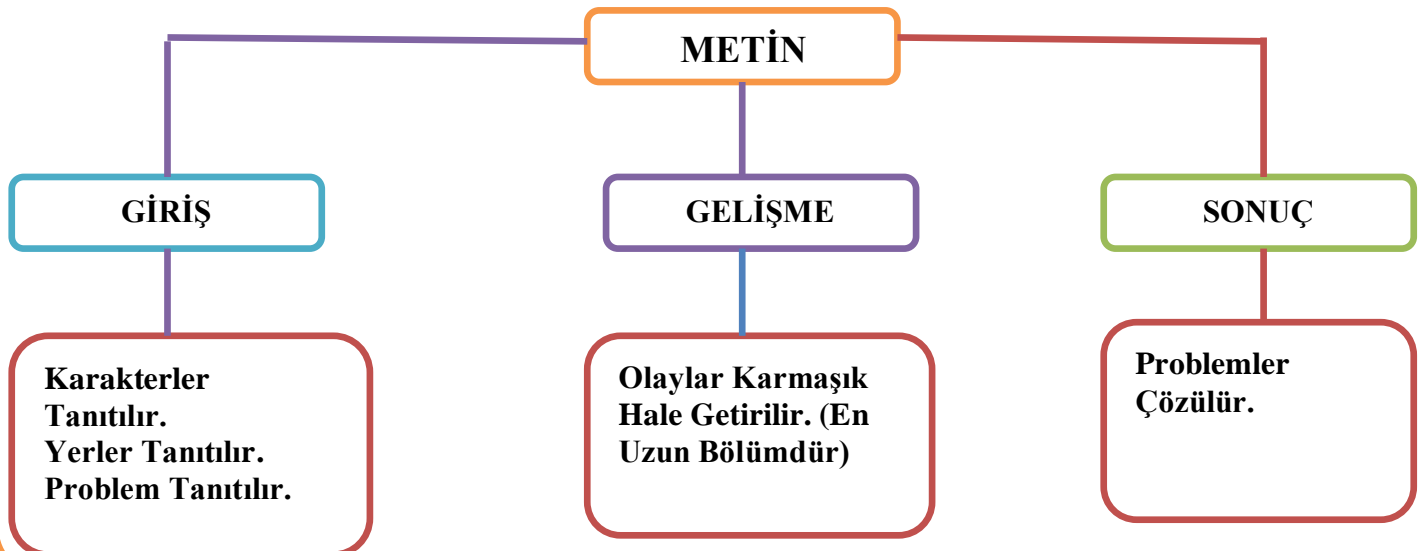 METİN
GİRİŞ
GELİŞME
SONUÇ
Karakterler
Tanıtılır.
Yerler Tanıtılır.
Problem Tanıtılır.
Olaylar Karmaşık
Hale Getirilir. (En
Uzun Bölümdür)
Problemler
Çözülür.